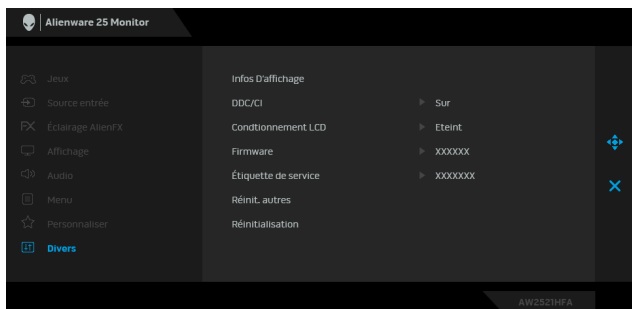 Alienware 25 Monitor
Jeux
Source entrée
FX Éclairage AlienFX
Affichage
Audio
Menu
Personnaliser
Divers
Infos D'affichage
DDC/CI Sur
Condtionnement LCD Eteint
Firmware XXXXXX
Étiquette de service XXXXXXX
Réinit. autres
Réinitialisation
AW2521HFA